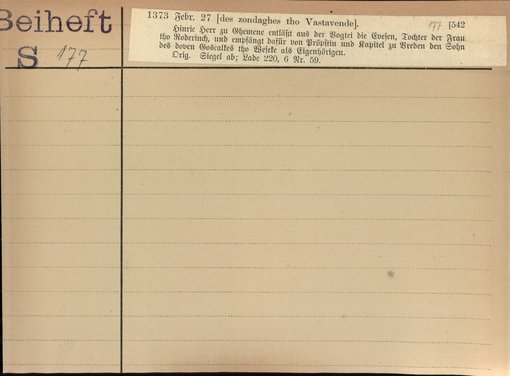 Beiheft
S 177
1373 Febr. 27 [des zondaghes tho Vastavende]. 177 [542
Hinric Herr zu Ghemene entläßt aus der Vogtei die Evesen, Tochter der Frau
tho Roderinch, und empfängt dafür von Pröpstin und Kapitel zu Vreden den Sohn
des doven Goscalkes tho Weseke als Eigenhörigen.
Orig. Siegel ab; Lade 220, 6 Nr. 59.